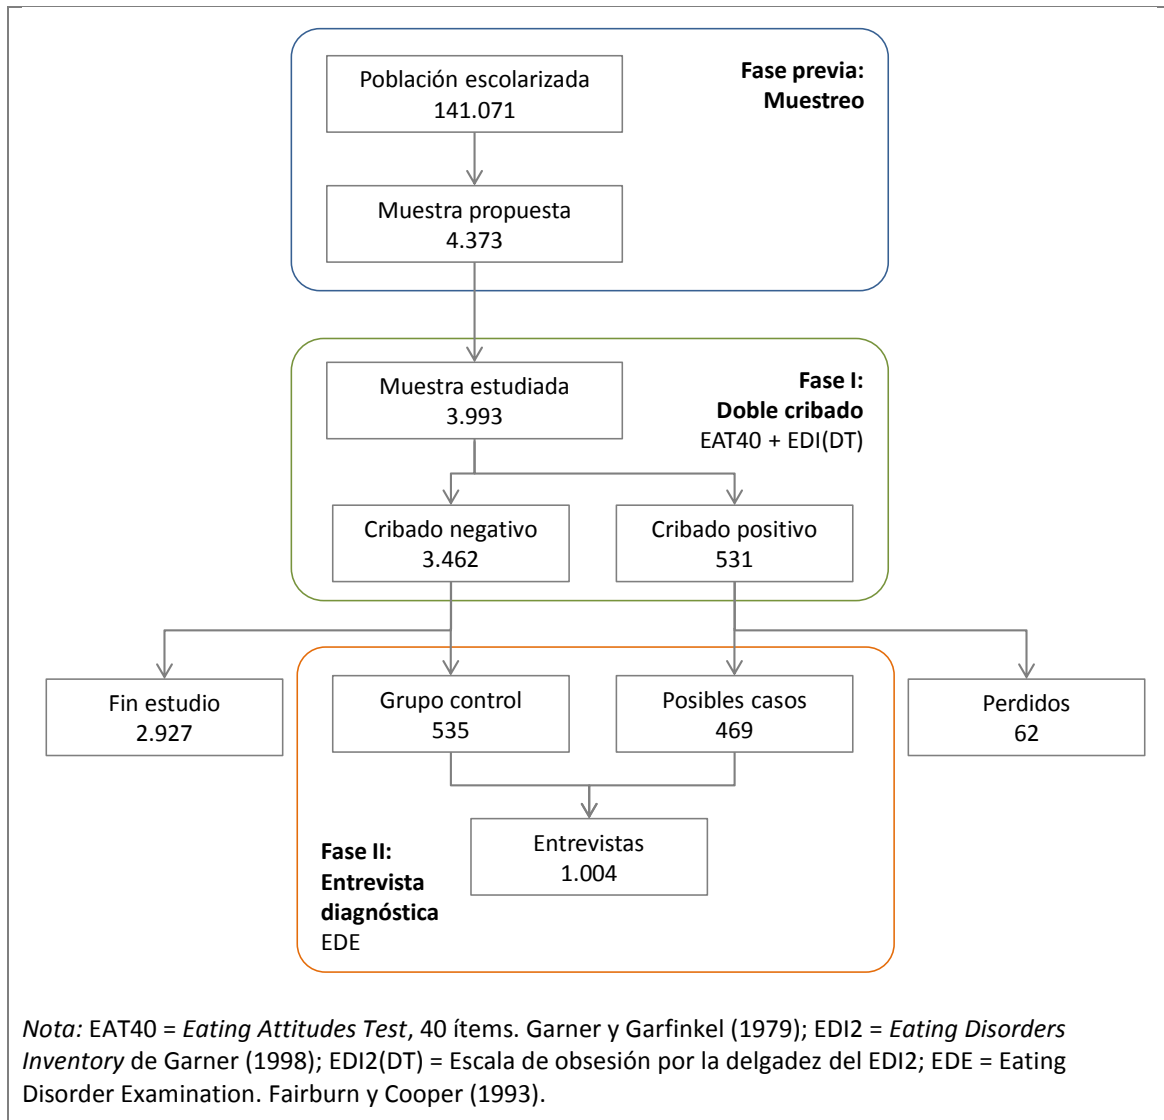 Fase previa:
Muestreo
Población escolarizada
141.071
Muestra propuesta
4.373
Fase I:
Doble cribado
EAT40 + EDI(DT)
Muestra estudiada
3.993
Cribado negativo
3.462
Cribado positivo
531
Fin estudio
2.927
Grupo control
535
Posibles casos
469
Perdidos
62
Entrevistas
1.004
Fase II:
Entrevista
diagnóstica
EDE
Nota: EAT40 = Eating Attitudes Test, 40 ítems. Garner y Garfinkel (1979); EDI2 = Eating Disorders
Inventory de Garner (1998); EDI2(DT) = Escala de obsesión por la delgadez del EDI2; EDE = Eating
Disorder Examination. Fairburn y Cooper (1993).